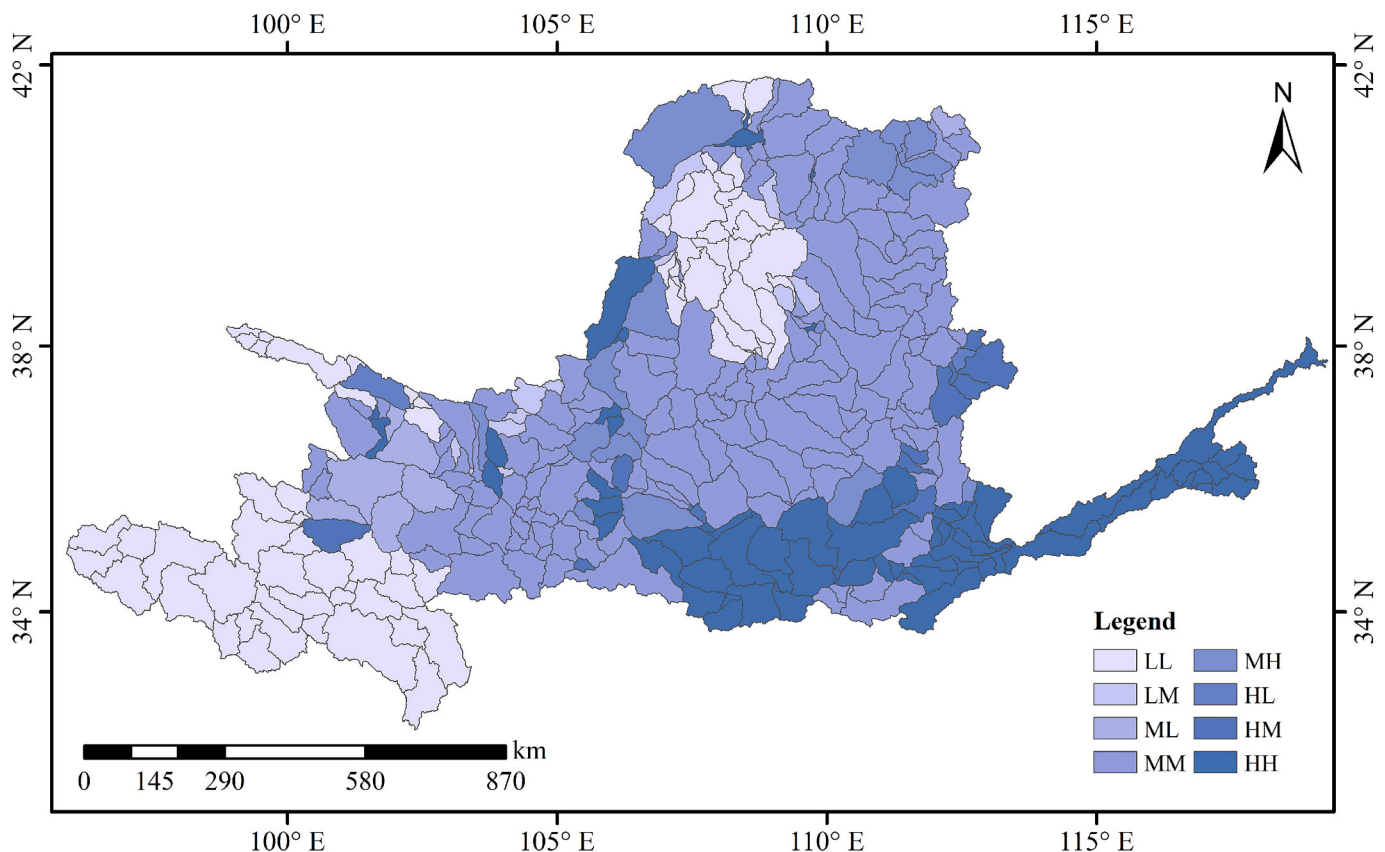 100° E 105° E 110° E 115° E
42° N 42° N
N
38° N 38° N
34° N 34° N
Legend
LL MH
LM HL
ML HM
MM HH
km
0 145 290 580 870
100° E 105° E 110° E 115° E